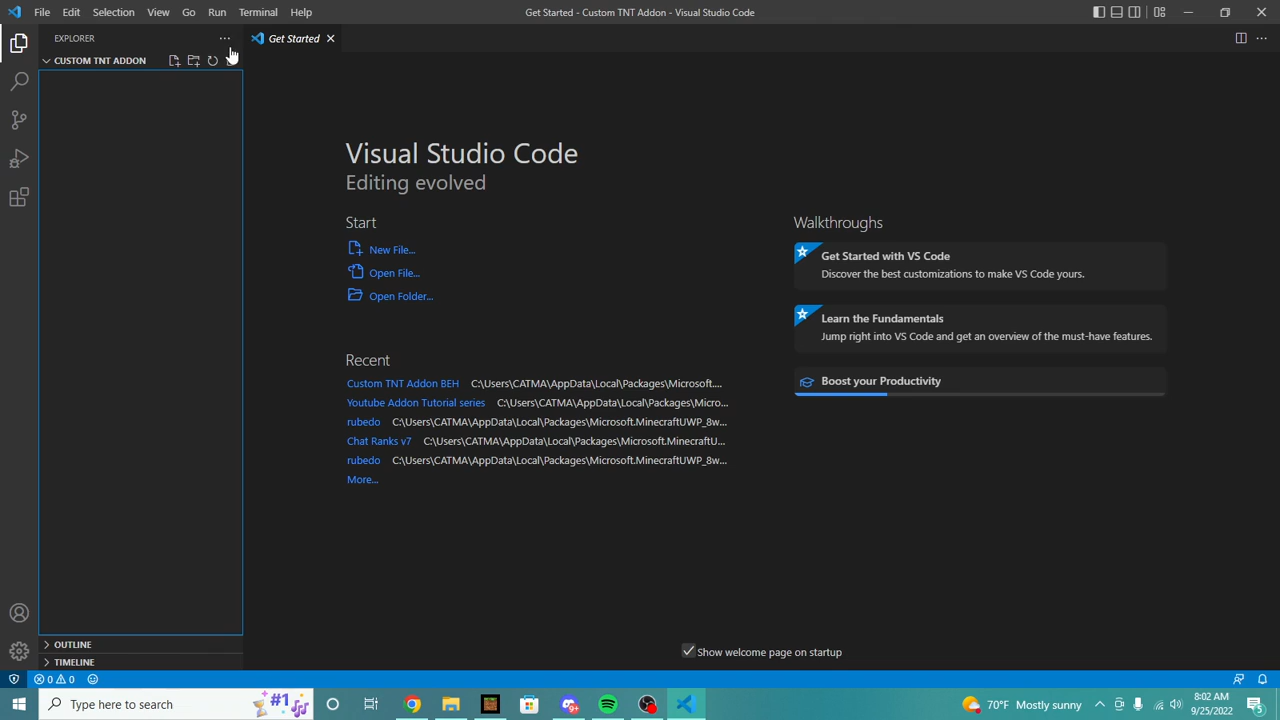 File Edit Selection View Go Run Terminal Help
Get Started - Custom TNT Addon - Visual Studio Code
EXPLORER
Get Started
CUSTOM TNT ADDON
Visual Studio Code
Editing evolved
Start
New File...
Open File...
Open Folder...
Recent
Custom TNT Addon BEH C:\Users\CATMA\AppData\Local\Packages\Microsoft....
Youtube Addon Tutorial series C:\Users\CATMA\AppData\Local\Packages\Micro...
rubedo C:\Users\CATMA\AppData\Local\Packages\Microsoft.MinecraftUWP_8w...
Chat Ranks v7 C:\Users\CATMA\AppData\Local\Packages\Microsoft.MinecraftU...
rubedo C:\Users\CATMA\AppData\Local\Packages\Microsoft.MinecraftUWP_8w...
More...
Walkthroughs
Get Started with VS Code
Discover the best customizations to make VS Code yours.
Learn the Fundamentals
Jump right into VS Code and get an overview of the must-have features.
Boost your Productivity
Show welcome page on startup
OUTLINE
TIMELINE
0 0
Type here to search
#1
70°F Mostly sunny
8:02 AM
9/25/2022
5